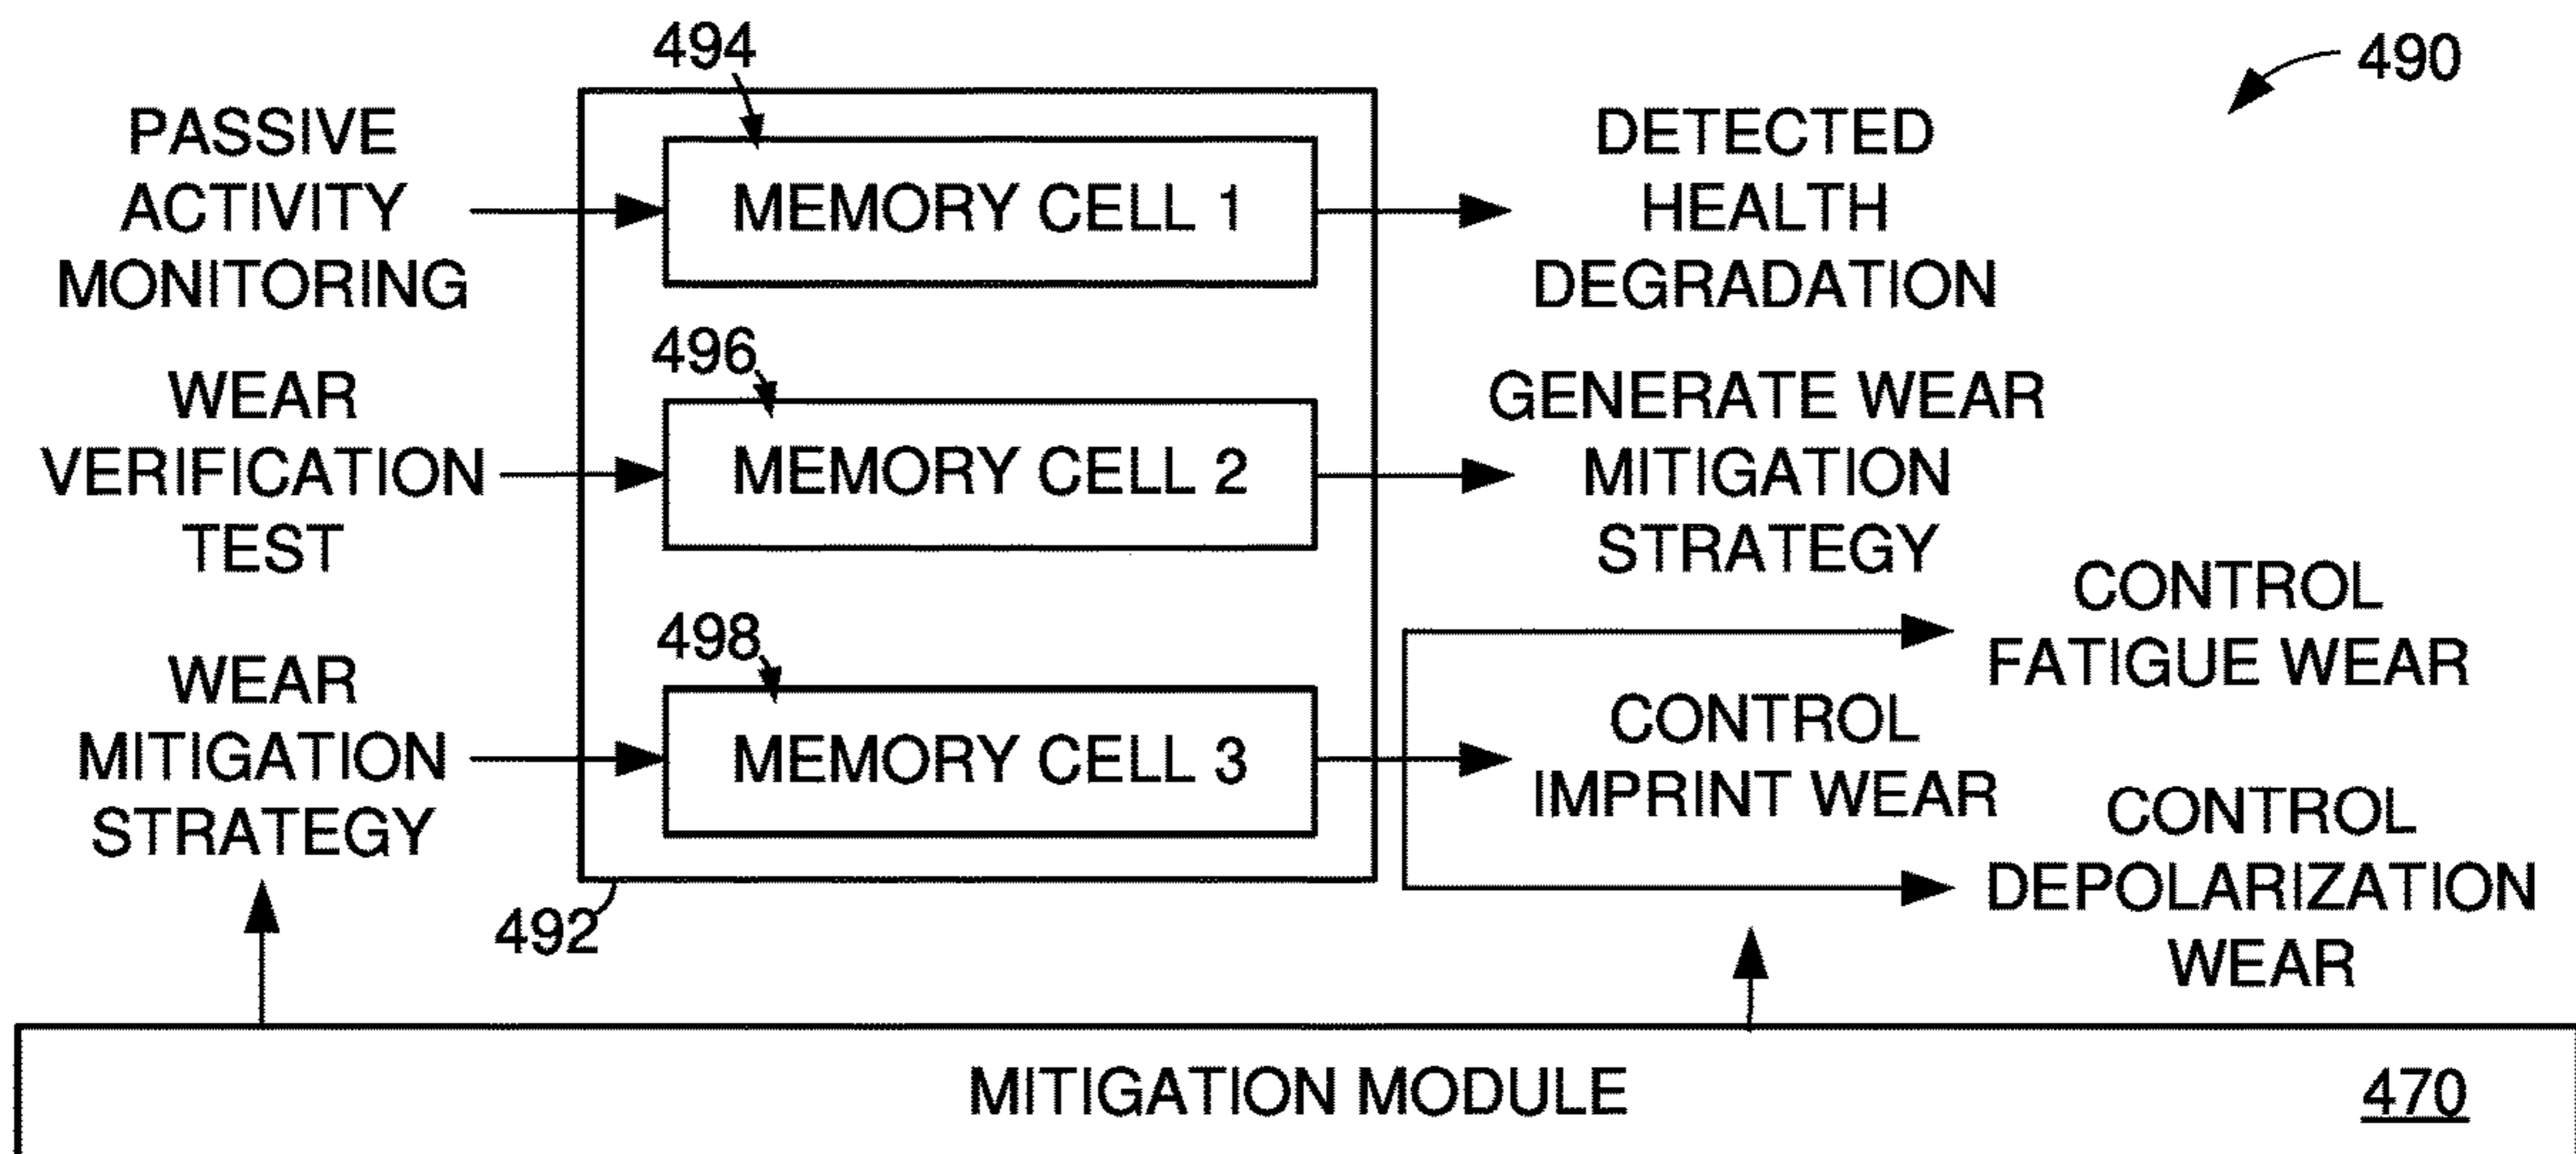 494
490
PASSIVE
ACTIVITY
MONITORING
MEMORY CELL 1
DETECTED
HEALTH
DEGRADATION
496
WEAR
VERIFICATION
TEST
MEMORY CELL 2
GENERATE WEAR
MITIGATION
STRATEGY
498
WEAR
MITIGATION
STRATEGY
MEMORY CELL 3
CONTROL
FATIGUE WEAR
CONTROL
IMPRINT WEAR
CONTROL
DEPOLARIZATION
WEAR
492
MITIGATION MODULE
470